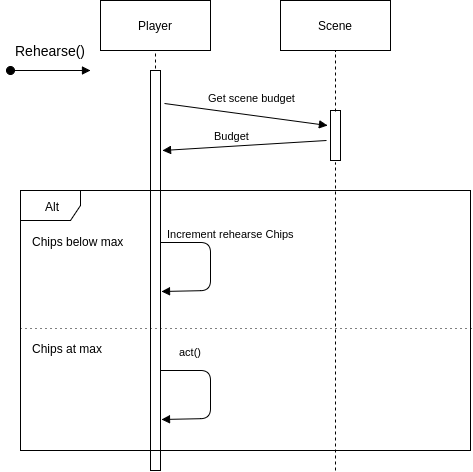 Player
Scene
Rehearse()
Get scene budget
Budget
Alt
Chips below max
Increment rehearse Chips
Chips at max
act()